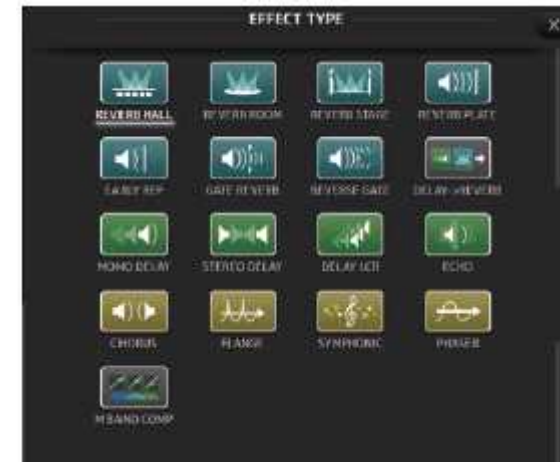 EFFECT TYPE
REVERB HALL REVERB ROOM REVERB STAGE REVERB PLATE
EARLY REF GATE REVERB REVERSE GATE DELAY->REVERB
MONO DELAY STEREO DELAY DELAY LCR ECHO
CHORUS FLANGE SYMPHONIC PHASER
M.BAND COMP